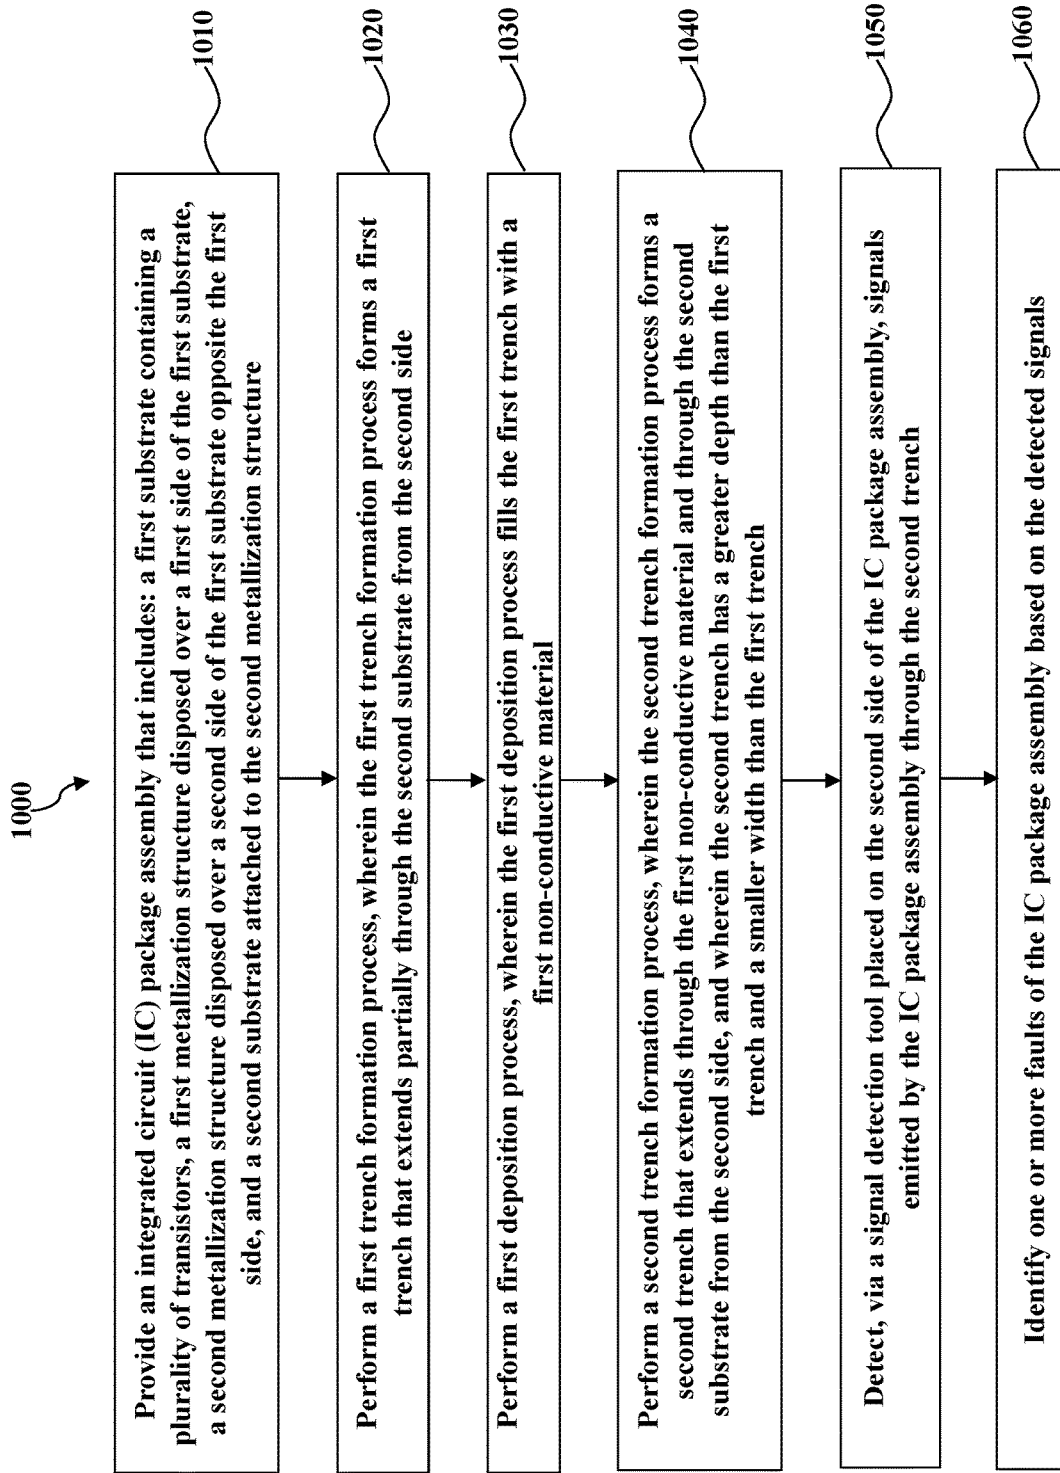 1000
Provide an integrated circuit (IC) package assembly that includes: a first substrate containing a
plurality of transistors, a first metallization structure disposed over a first side of the first substrate,
a second metallization structure disposed over a second side of the first substrate opposite the first
side, and a second substrate attached to the second metallization structure
1010
Perform a first trench formation process, wherein the first trench formation process forms a first
trench that extends partially through the second substrate from the second side
1020
Perform a first deposition process, wherein the first deposition process fills the first trench with a
first non-conductive material
1030
Perform a second trench formation process, wherein the second trench formation process forms a
second trench that extends through the first non-conductive material and through the second
substrate from the second side, and wherein the second trench has a greater depth than the first
trench and a smaller width than the first trench
1040
Detect, via a signal detection tool placed on the second side of the IC package assembly, signals
emitted by the IC package assembly through the second trench
1050
Identify one or more faults of the IC package assembly based on the detected signals
1060